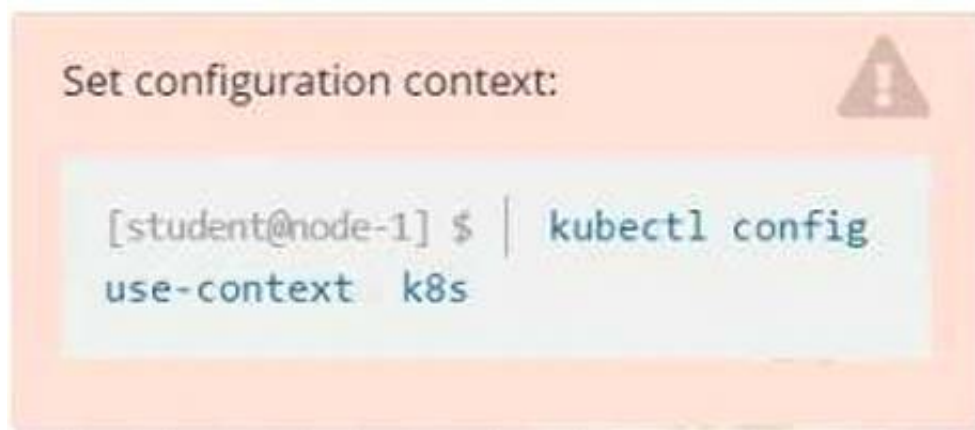 Set configuration context:
[student@node-1] $ | kubectl config
use-context k8s